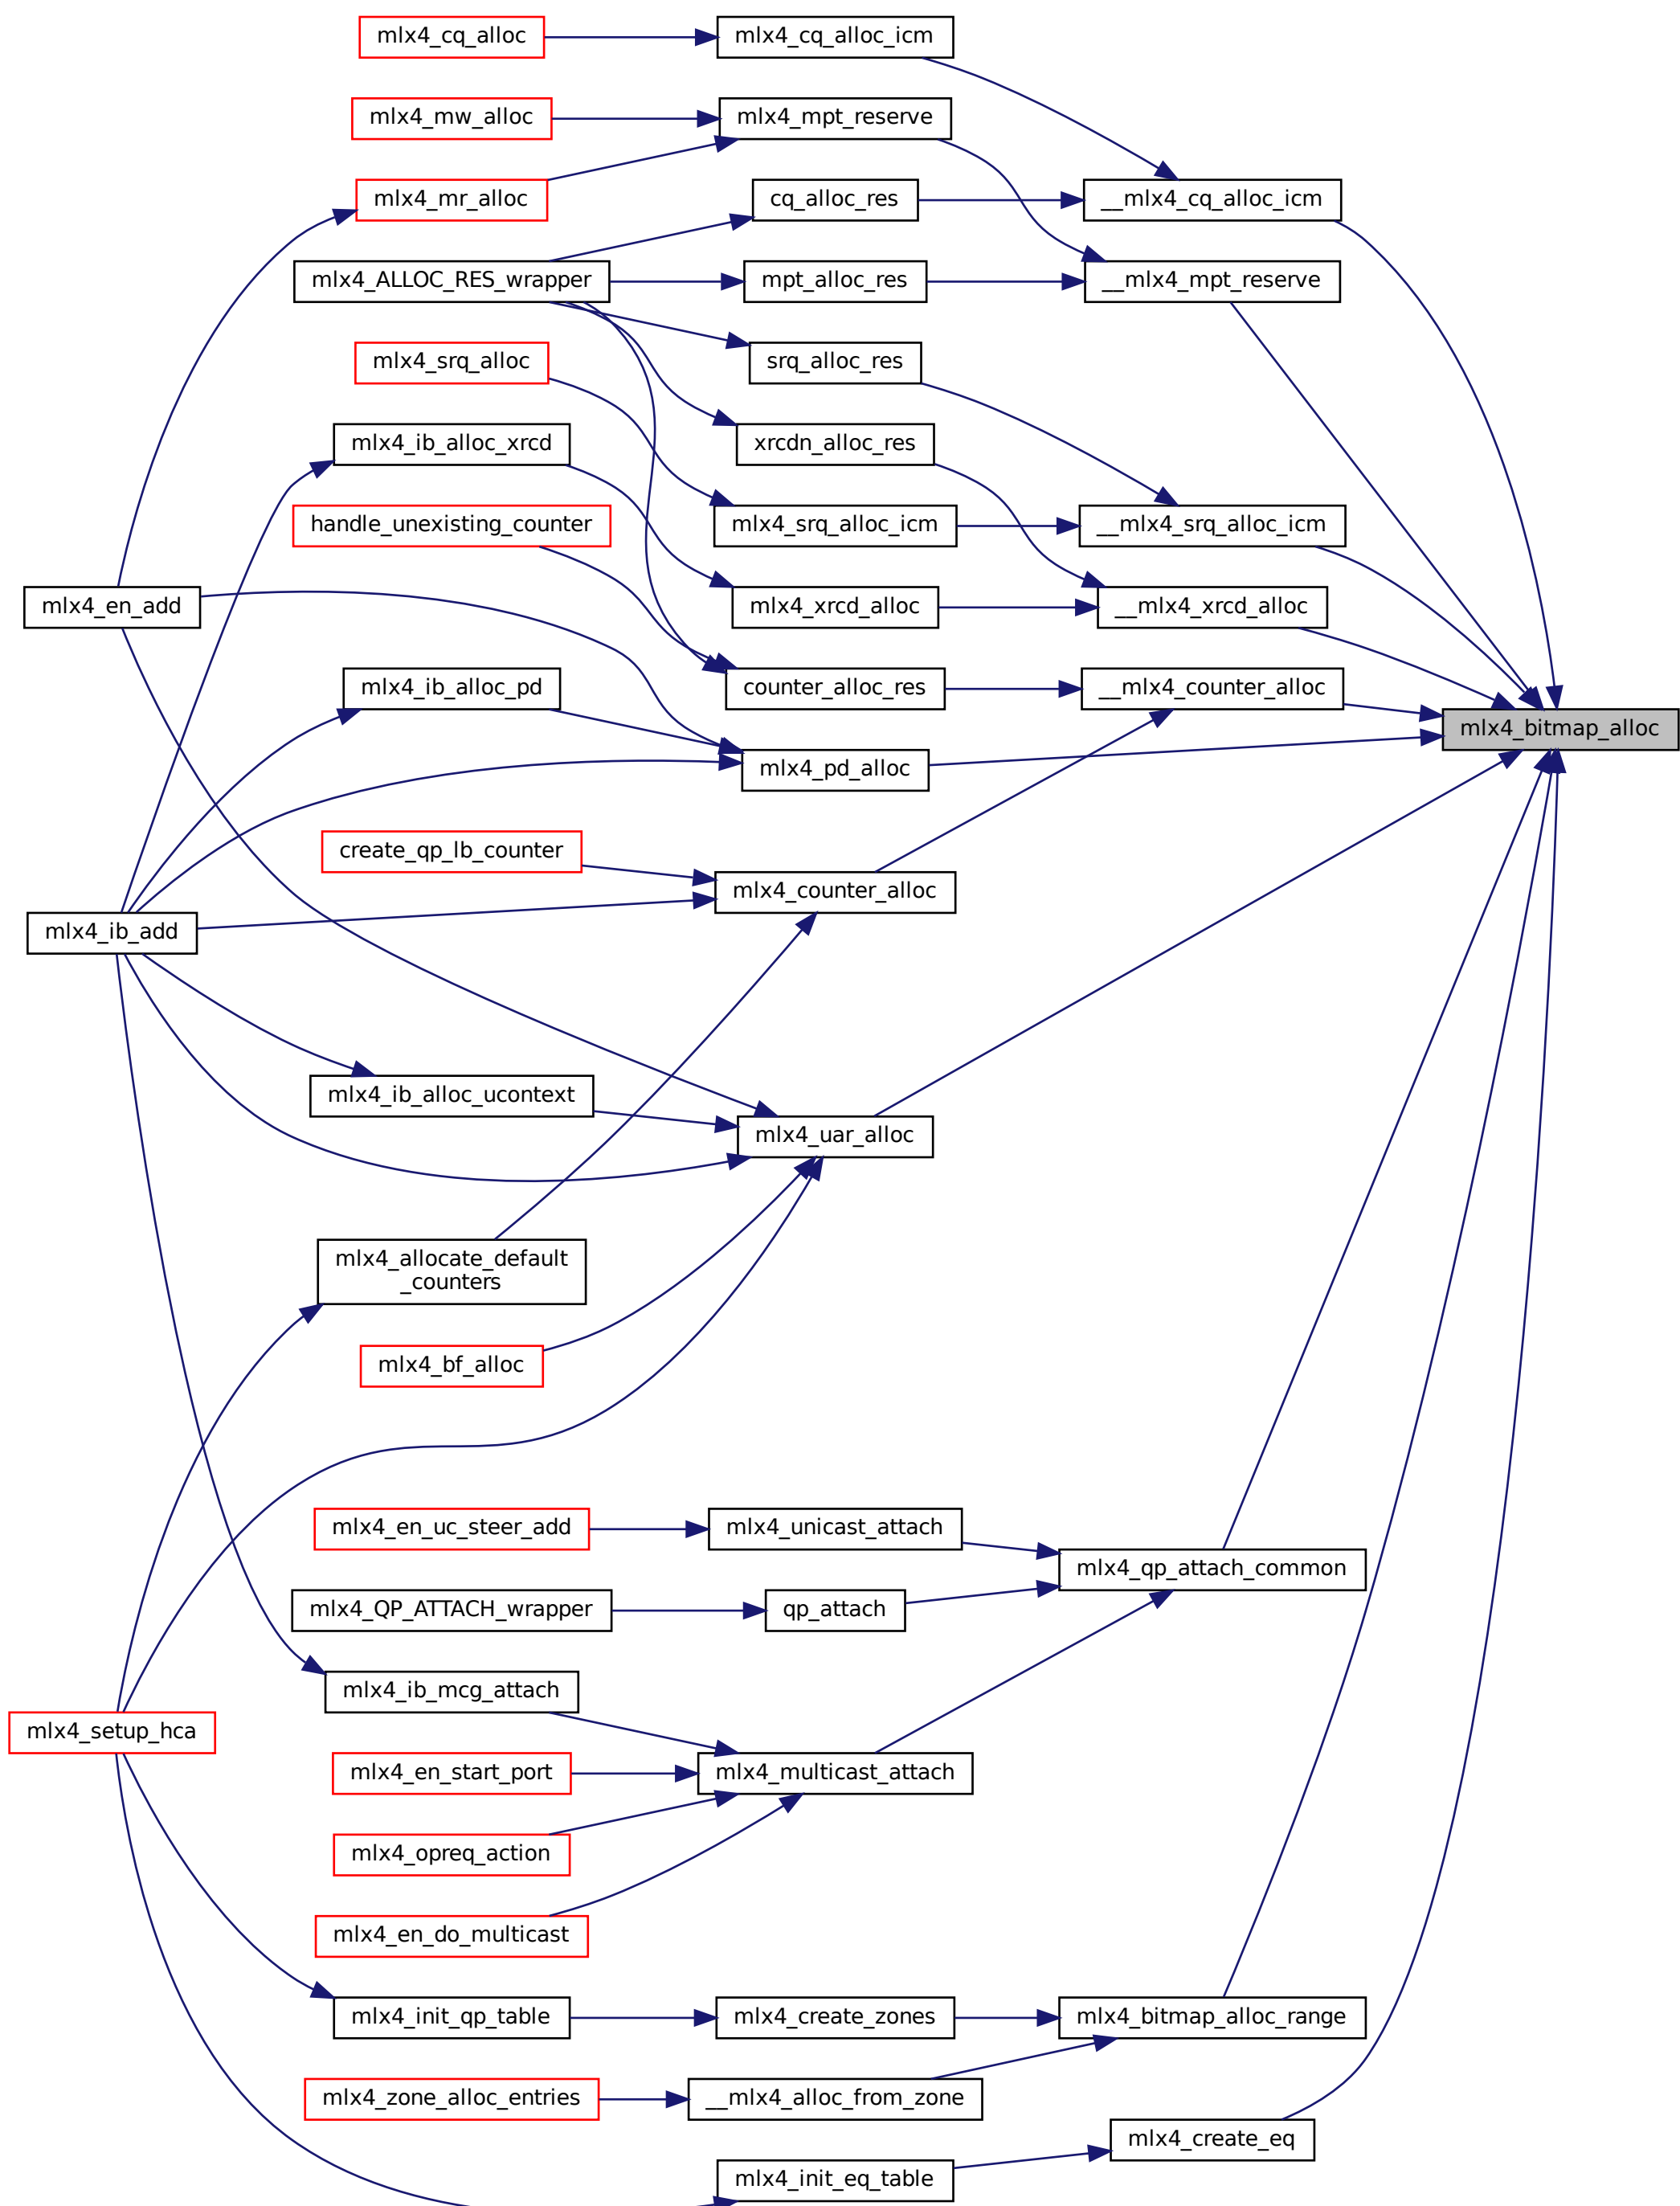 mlx4_cq_alloc
mlx4_cq_alloc_icm
mlx4_mw_alloc
mlx4_mpt_reserve
mlx4_mr_alloc
cq_alloc_res
__mlx4_cq_alloc_icm
mlx4_ALLOC_RES_wrapper
mpt_alloc_res
__mlx4_mpt_reserve
mlx4_srq_alloc
srq_alloc_res
mlx4_ib_alloc_xrcd
xrcdn_alloc_res
handle_unexisting_counter
mlx4_srq_alloc_icm
__mlx4_srq_alloc_icm
mlx4_en_add
mlx4_xrcd_alloc
__mlx4_xrcd_alloc
mlx4_ib_alloc_pd
counter_alloc_res
__mlx4_counter_alloc
mlx4_bitmap_alloc
mlx4_pd_alloc
create_qp_lb_counter
mlx4_counter_alloc
mlx4_ib_add
mlx4_ib_alloc_ucontext
mlx4_uar_alloc
mlx4_allocate_default
_counters
mlx4_bf_alloc
mlx4_en_uc_steer_add
mlx4_unicast_attach
mlx4_qp_attach_common
mlx4_QP_ATTACH_wrapper
qp_attach
mlx4_ib_mcg_attach
mlx4_setup_hca
mlx4_en_start_port
mlx4_multicast_attach
mlx4_opreq_action
mlx4_en_do_multicast
mlx4_init_qp_table
mlx4_create_zones
mlx4_bitmap_alloc_range
mlx4_zone_alloc_entries
__mlx4_alloc_from_zone
mlx4_create_eq
mlx4_init_eq_table